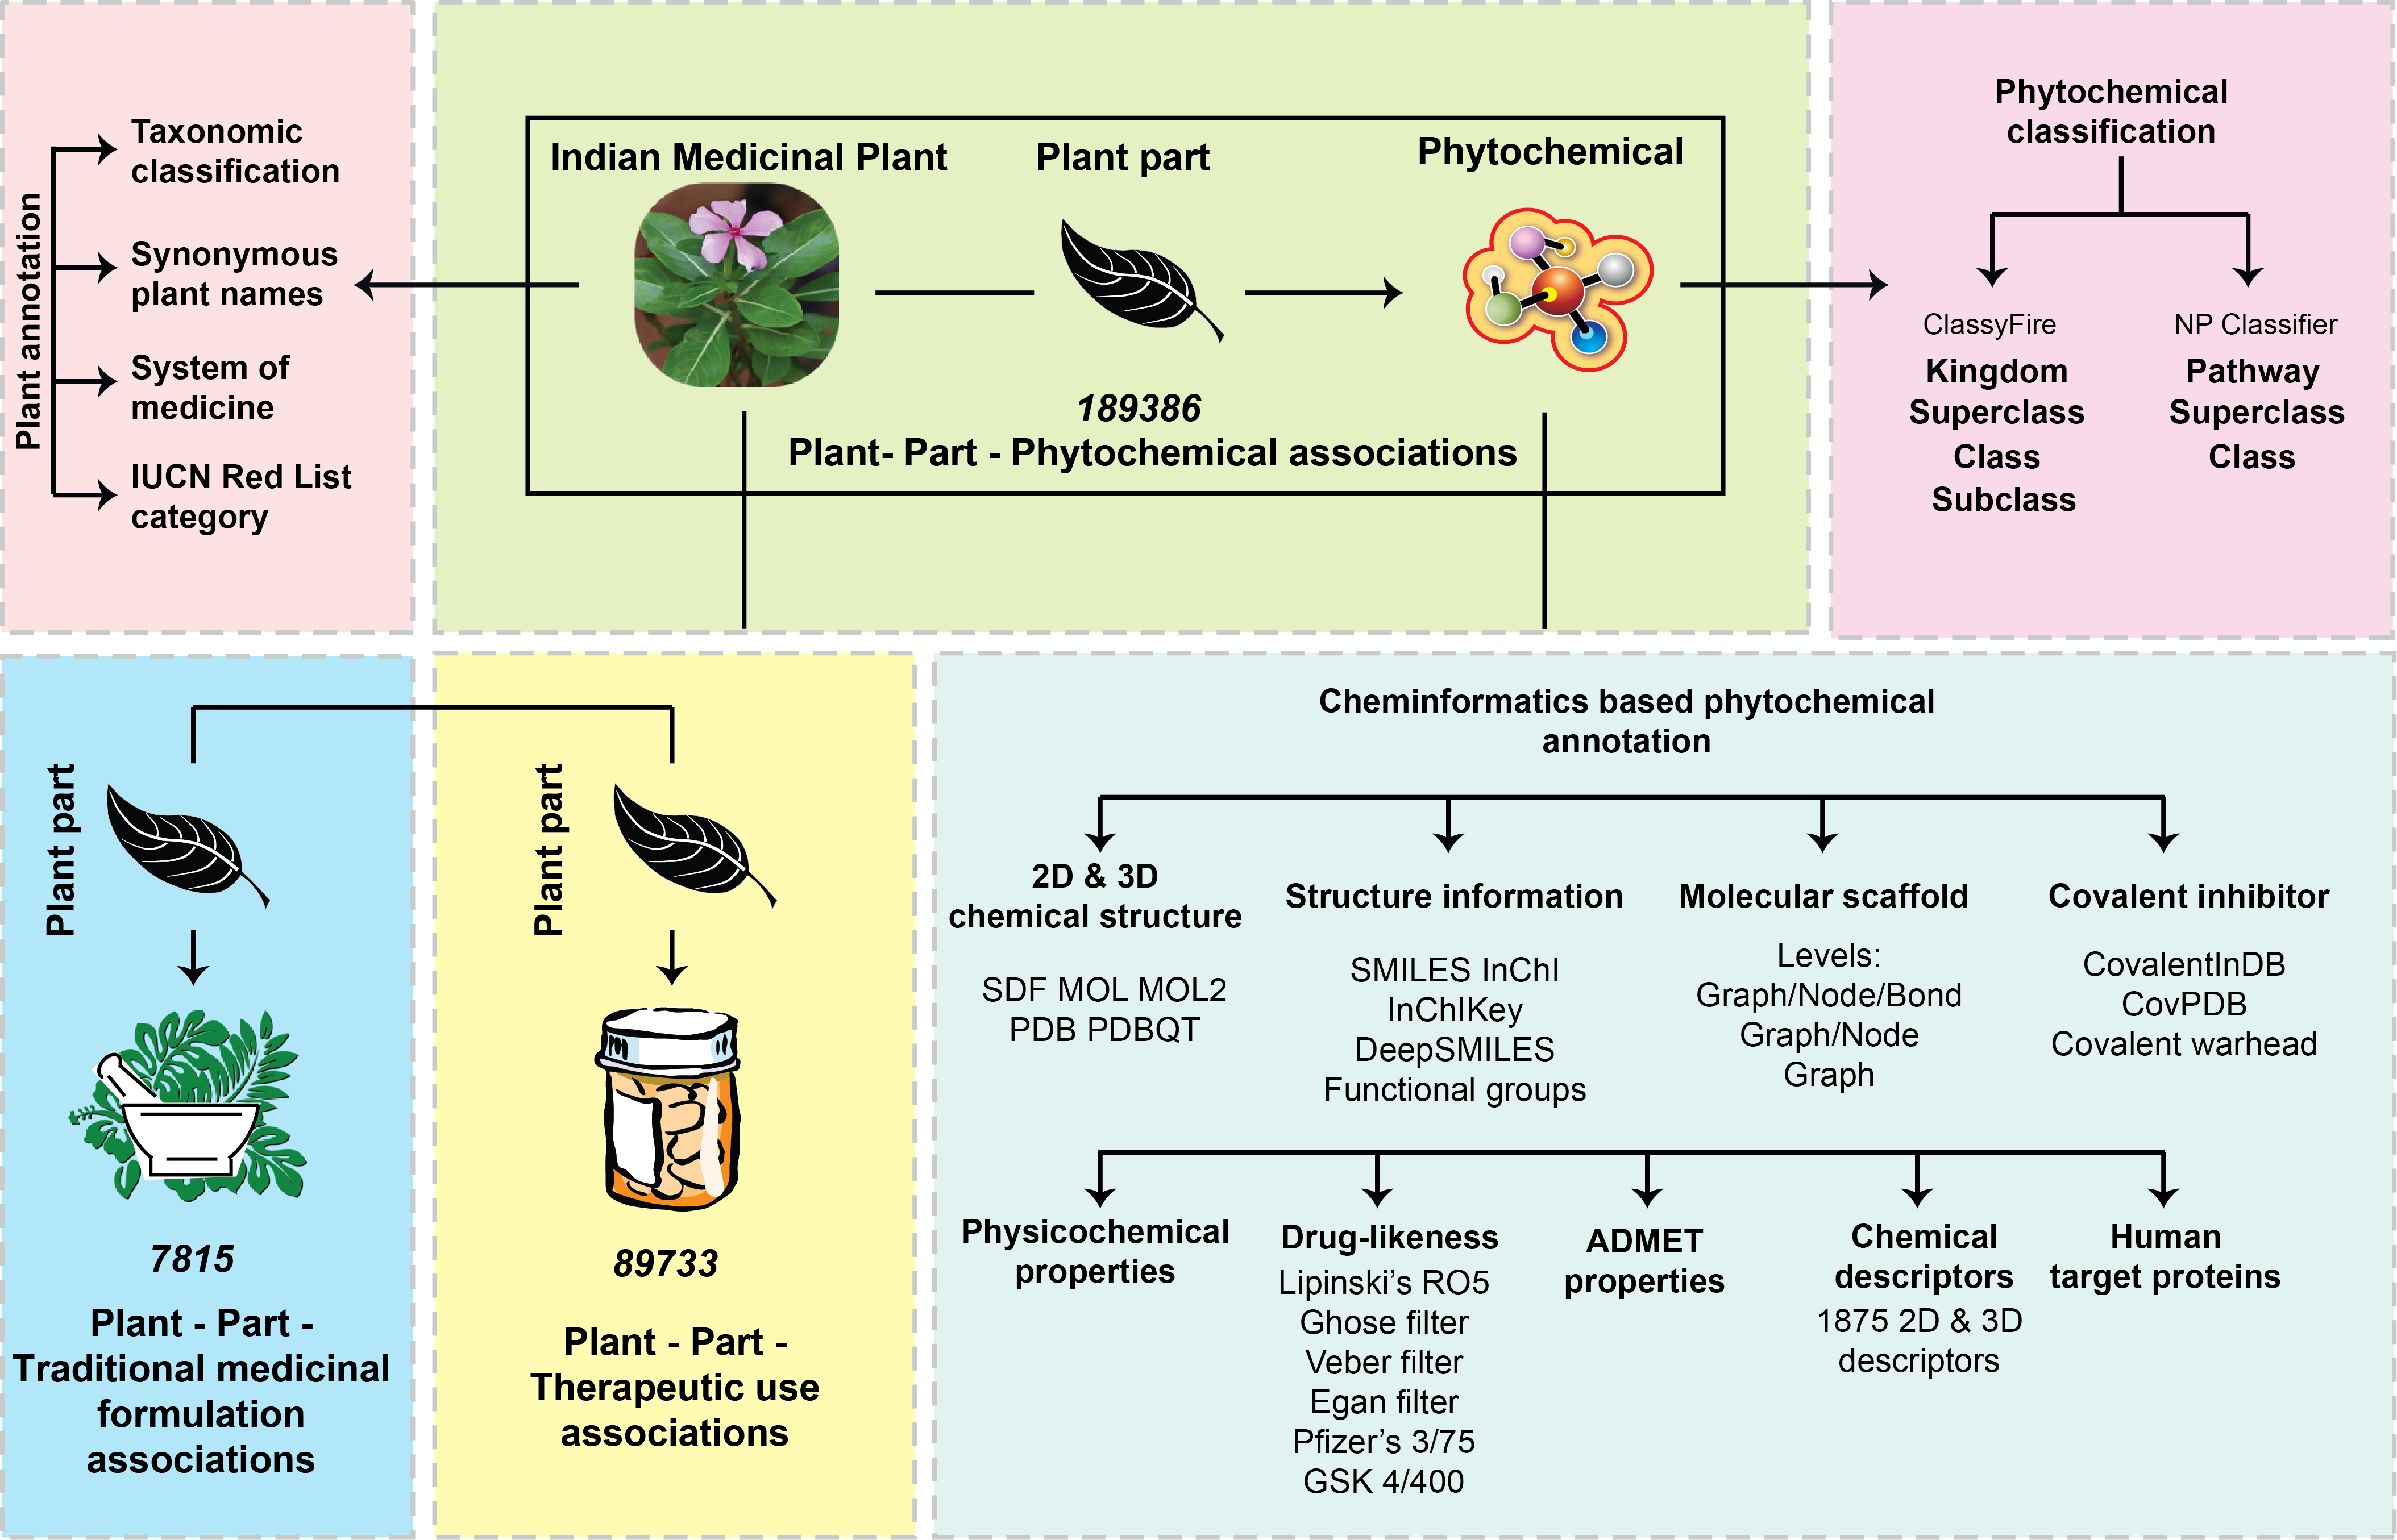 Plant annotation
Taxonomic
classification
Synonymous
plant names
System of
medicine
IUCN Red List
category
Indian Medicinal Plant
Plant part
Phytochemical
189386
Plant- Part - Phytochemical associations
Phytochemical
classification
ClassyFire
Kingdom
Superclass
Class
Subclass
NP Classifier
Pathway
Superclass
Class
Plant part
7815
Plant - Part -
Traditional medicinal
formulation
associations
Plant part
89733
Plant - Part -
Therapeutic use
associations
Cheminformatics based phytochemical
annotation
2D & 3D
chemical structure
SDF MOL MOL2
PDB PDBQT
Structure information
SMILES InChI
InChIKey
DeepSMILES
Functional groups
Molecular scaffold
Levels:
Graph/Node/Bond
Graph/Node
Graph
Covalent inhibitor
CovalentInDB
CovPDB
Covalent warhead
Physicochemical
properties
Drug-likeness
Lipinski’s RO5
Ghose filter
Veber filter
Egan filter
Pfizer’s 3/75
GSK 4/400
ADMET
properties
Chemical
descriptors
1875 2D & 3D
descriptors
Human
target proteins